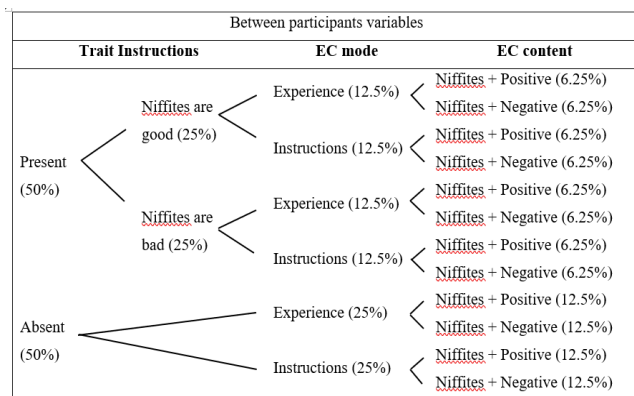 Between participants variables
Trait Instructions EC mode EC content
Niffites + Positive (6.25%)
Experience (12.5%)
Niffites are Niffites + Negative (6.25%)
good (25%) Niffites + Positive (6.25%)
Instructions (12.5%)
Present Niffites + Negative (6.25%)
(50%) Niffites + Positive (6.25%)
Experience (12.5%)
Niffites are Niffites + Negative (6.25%)
bad (25%) Niffites + Positive (6.25%)
Instructions (12.5%)
Niffites + Negative (6.25%)
Niffites + Positive (12.5%)
Experience (25%)
Absent Niffites + Negative (12.5%)
(50%) Niffites + Positive (12.5%)
Instructions (25%)
Niffites + Negative (12.5%)